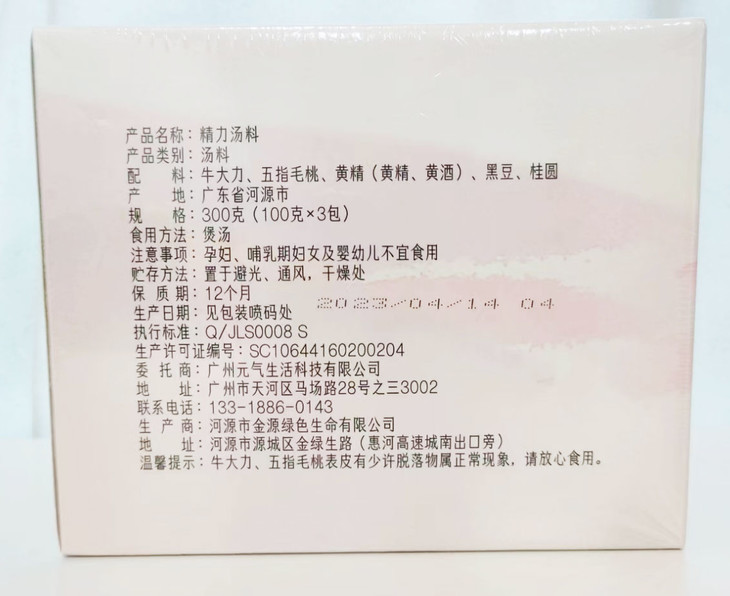 产品名称：精力汤料
产品类别：汤料
配 料：牛大力、五指毛桃、黄精（黄精、黄酒）、黑豆、桂圆
产 地：广东省河源市
规 格：300克（100克×3包）
食用方法：煲汤
注意事项：孕妇、哺乳期妇女及婴幼儿不宜食用
贮存方法：置于避光、通风，干燥处
保 质 期：12个月
生产日期：见包装喷码处 2023/04/14 04
执行标准：Q/JLS0008 S
生产许可证编号：SC10644160200204
委 托 商：广州元气生活科技有限公司
地 址：广州市天河区马场路28号之三3002
联系电话：133-1886-0143
生 产 商：河源市金源绿色生命有限公司
地 址：河源市源城区金绿生路（惠河高速城南出口旁）
温馨提示：牛大力、五指毛桃表皮有少许脱落物属正常现象，请放心食用。